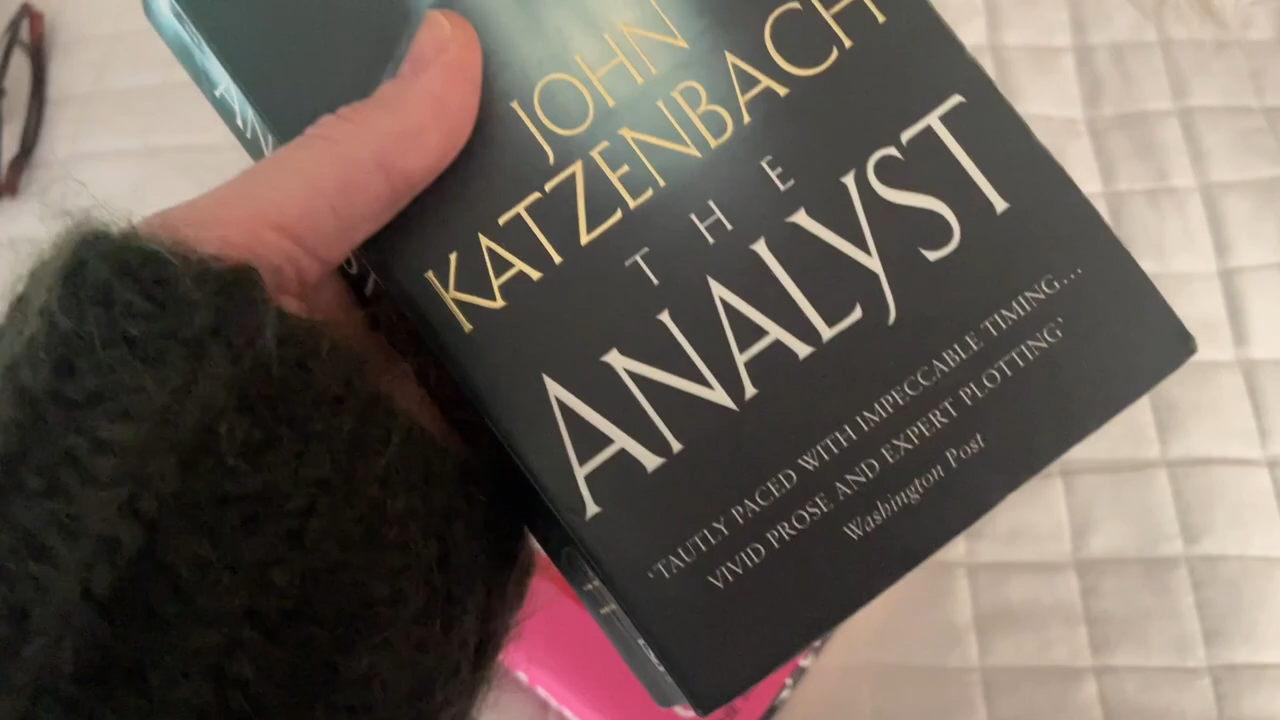 JOHN
KATZENBACH
THE
ANALYST
'TAUTLY PACED WITH IMPECCABLE TIMING...
VIVID PROSE AND EXPERT PLOTTING'
Washington Post